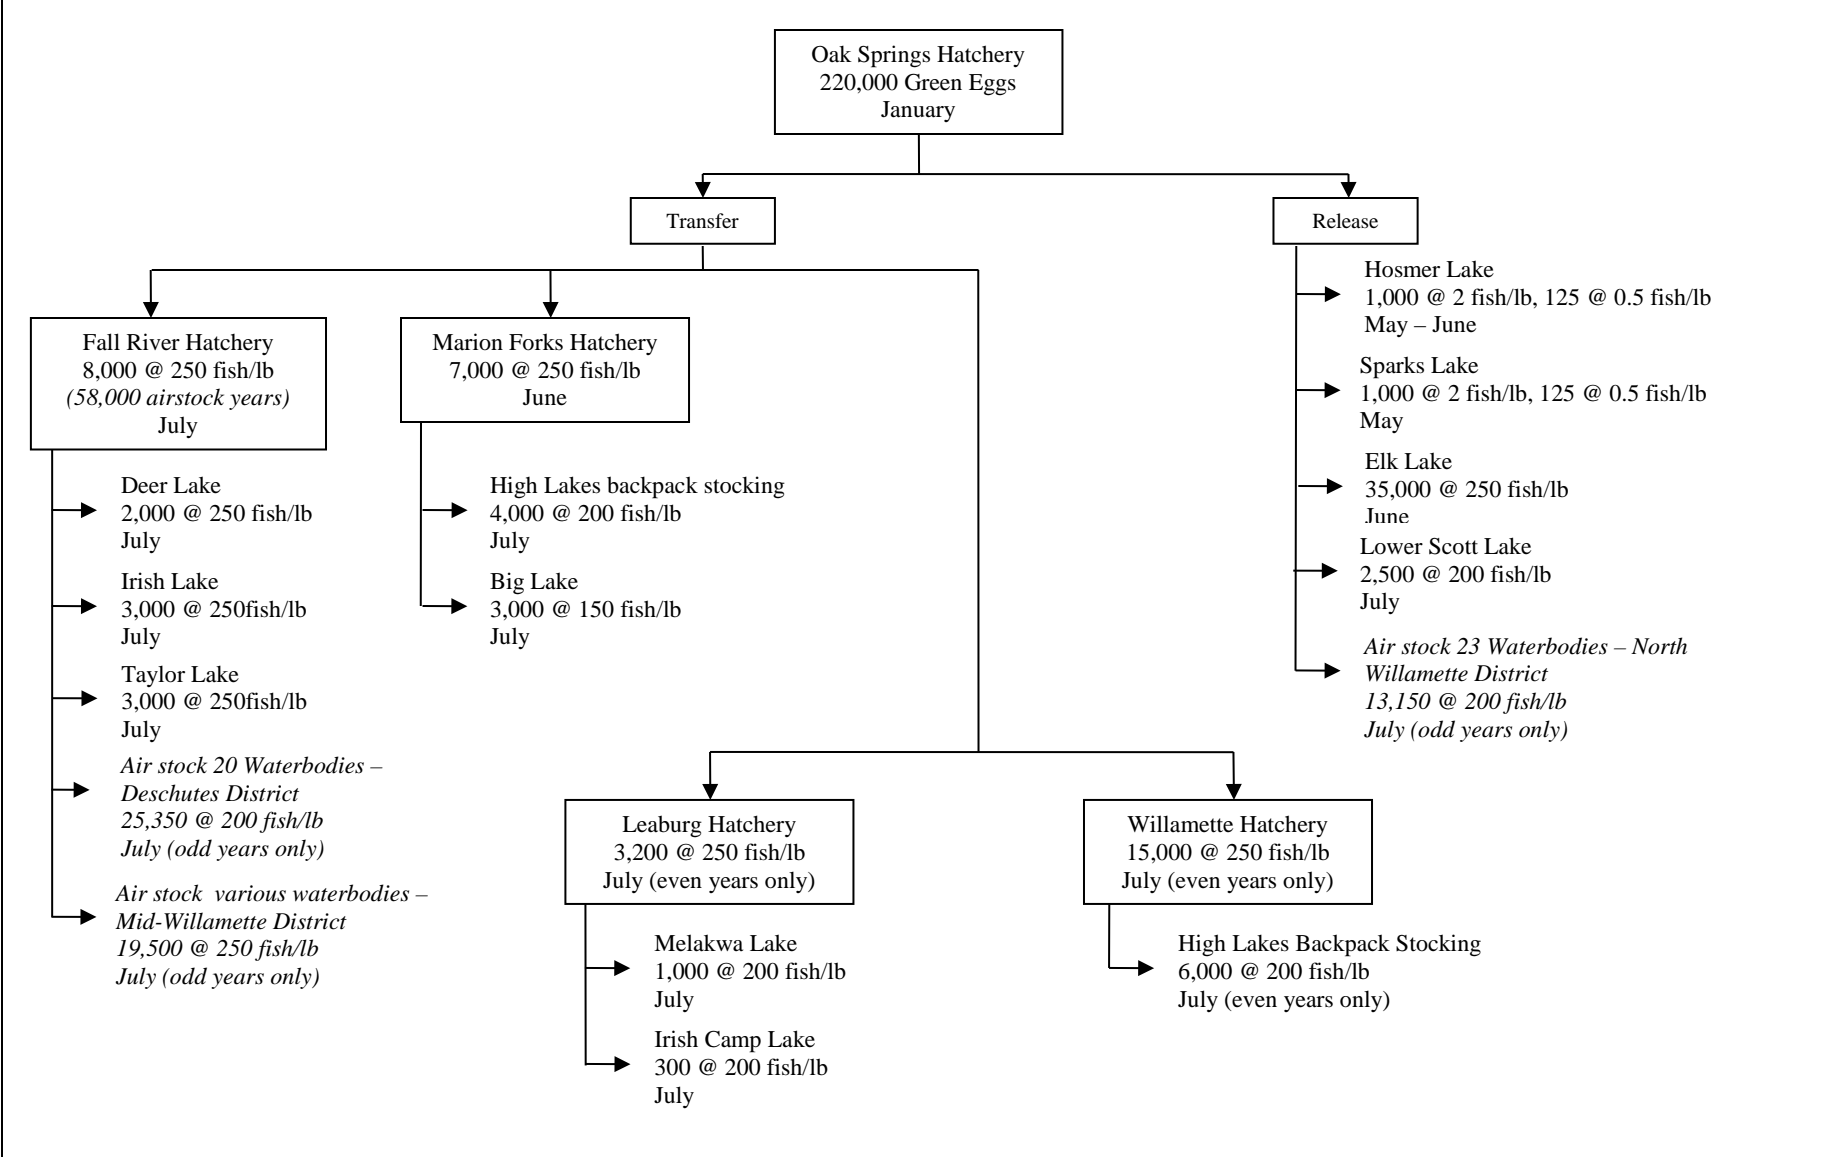 Oak Springs Hatchery
220,000 Green Eggs
January
Transfer
Release
Fall River Hatchery
8,000 @ 250 fish/lb
(58,000 airstock years)
July
Deer Lake
2,000 @ 250 fish/lb
July
Irish Lake
3,000 @ 250fish/lb
July
Taylor Lake
3,000 @ 250fish/lb
July
Air stock 20 Waterbodies –
Deschutes District
25,350 @ 200 fish/lb
July (odd years only)
Air stock  various waterbodies –
Mid-Willamette District
19,500 @ 250 fish/lb
July (odd years only)
Marion Forks Hatchery
7,000 @ 250 fish/lb
June
High Lakes backpack stocking
4,000 @ 200 fish/lb
July
Big Lake
3,000 @ 150 fish/lb
July
Leaburg Hatchery
3,200 @ 250 fish/lb
July (even years only)
Melakwa Lake
1,000 @ 200 fish/lb
July
Irish Camp Lake
300 @ 200 fish/lb
July
Willamette Hatchery
15,000 @ 250 fish/lb
July (even years only)
High Lakes Backpack Stocking
6,000 @ 200 fish/lb
July (even years only)
Hosmer Lake
1,000 @ 2 fish/lb, 125 @ 0.5 fish/lb
May – June
Sparks Lake
1,000 @ 2 fish/lb, 125 @ 0.5 fish/lb
May
Elk Lake
35,000 @ 250 fish/lb
June
Lower Scott Lake
2,500 @ 200 fish/lb
July
Air stock 23 Waterbodies – North
Willamette District
13,150 @ 200 fish/lb
July (odd years only)